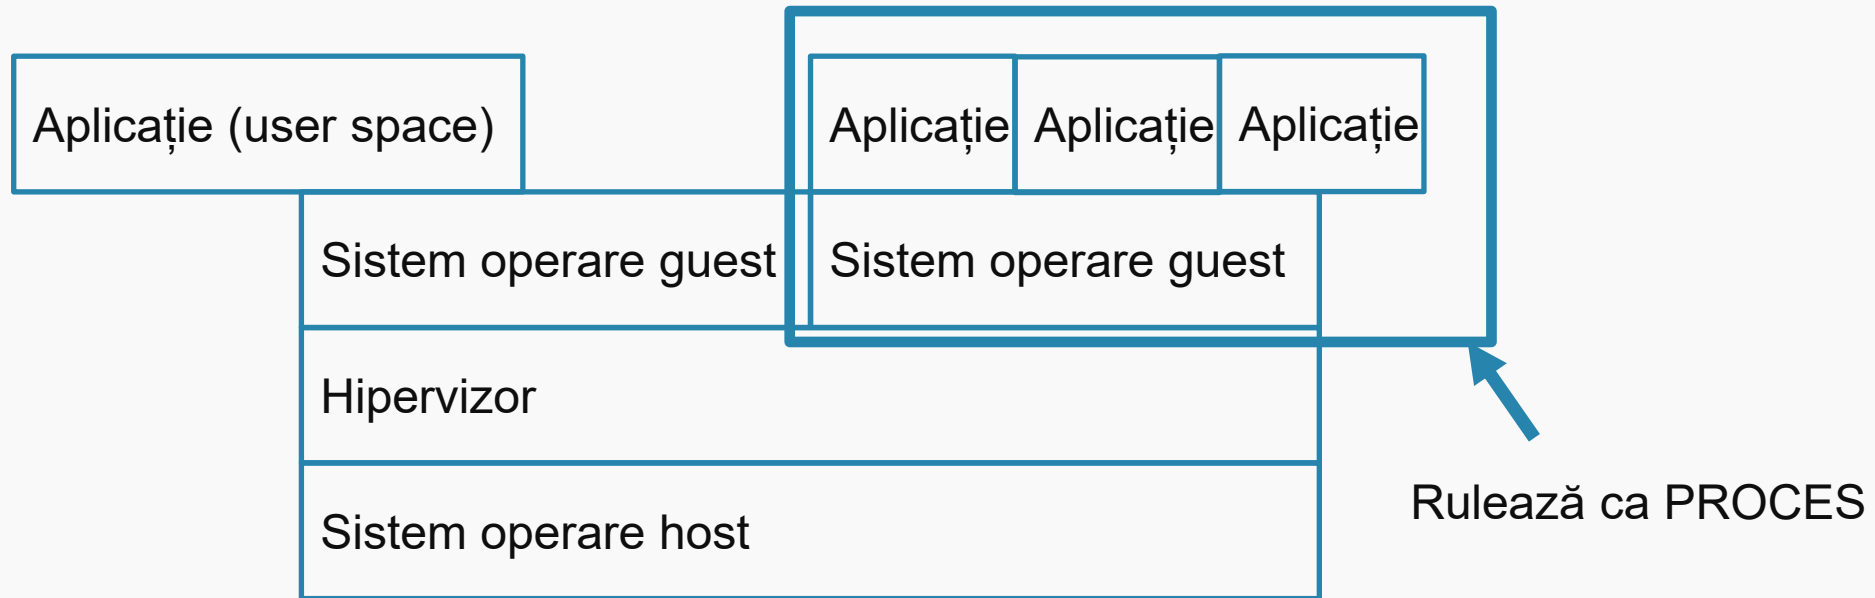 Aplicație (user space)
Aplicație
Aplicație
Aplicație
Sistem operare guest
Sistem operare guest
Hipervizor
Sistem operare host
Rulează ca PROCES